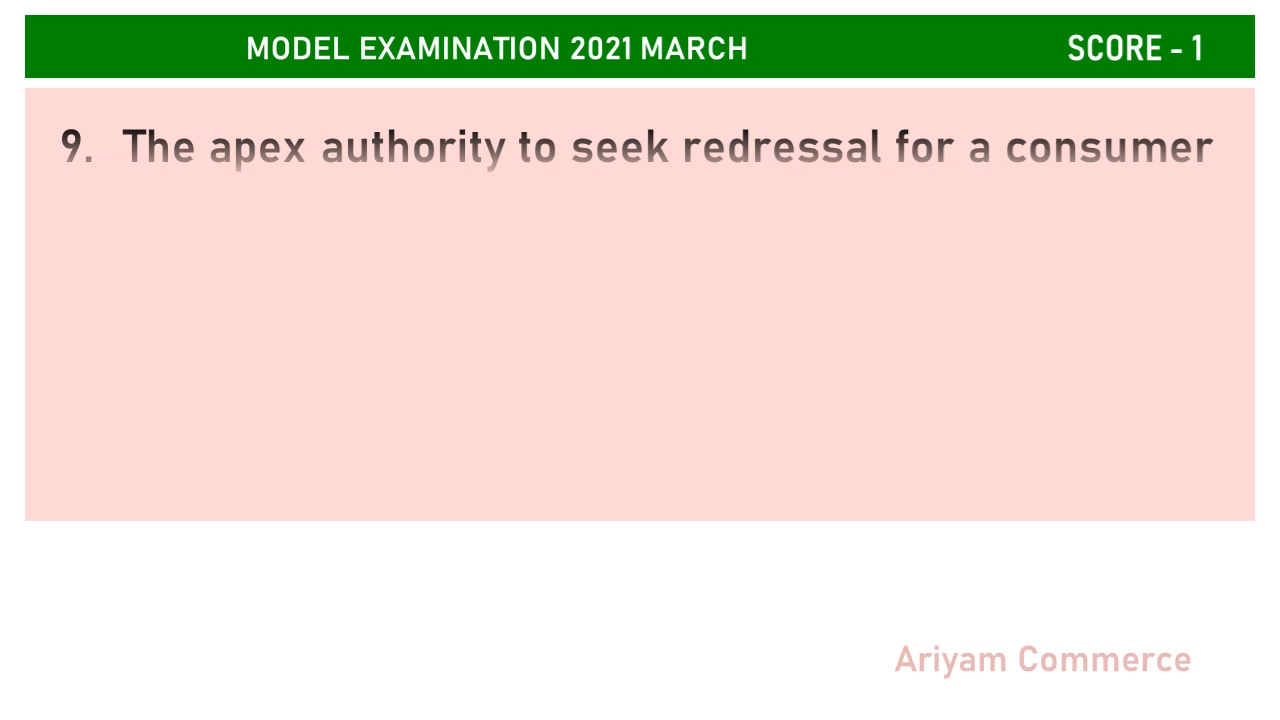 MODEL EXAMINATION 2021 MARCH SCORE - 1
9. The apex authority to seek redressal for a consumer
Ariyam Commerce